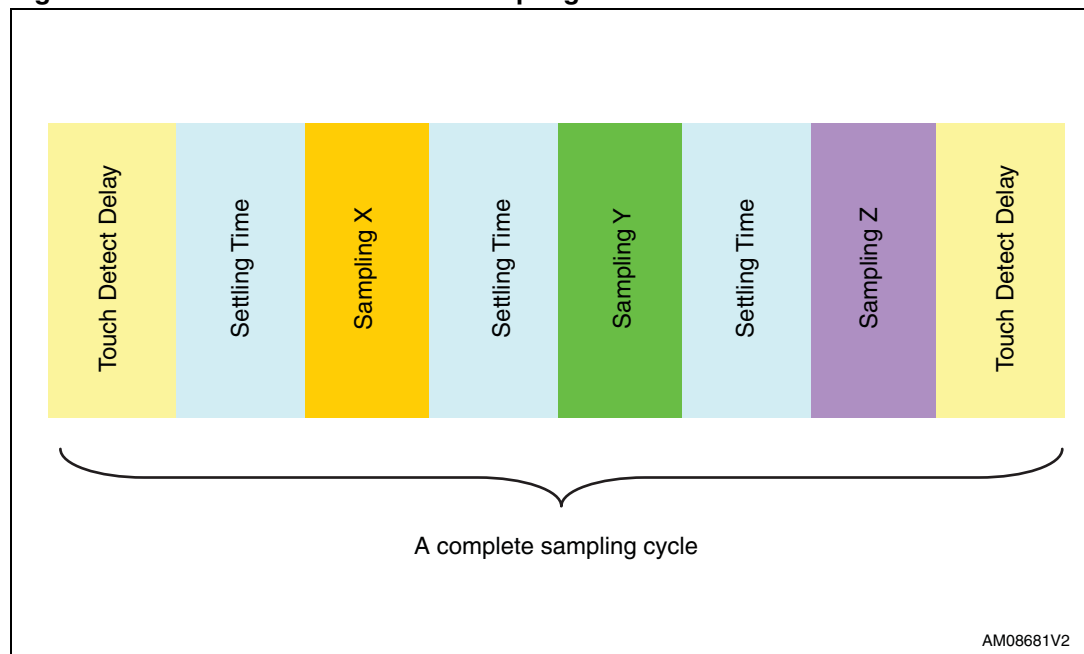 Touch Detect Delay
Settling Time
Sampling X
Settling Time
Sampling Y
Settling Time
Sampling Z
Touch Detect Delay
A complete sampling cycle
AM08681V2